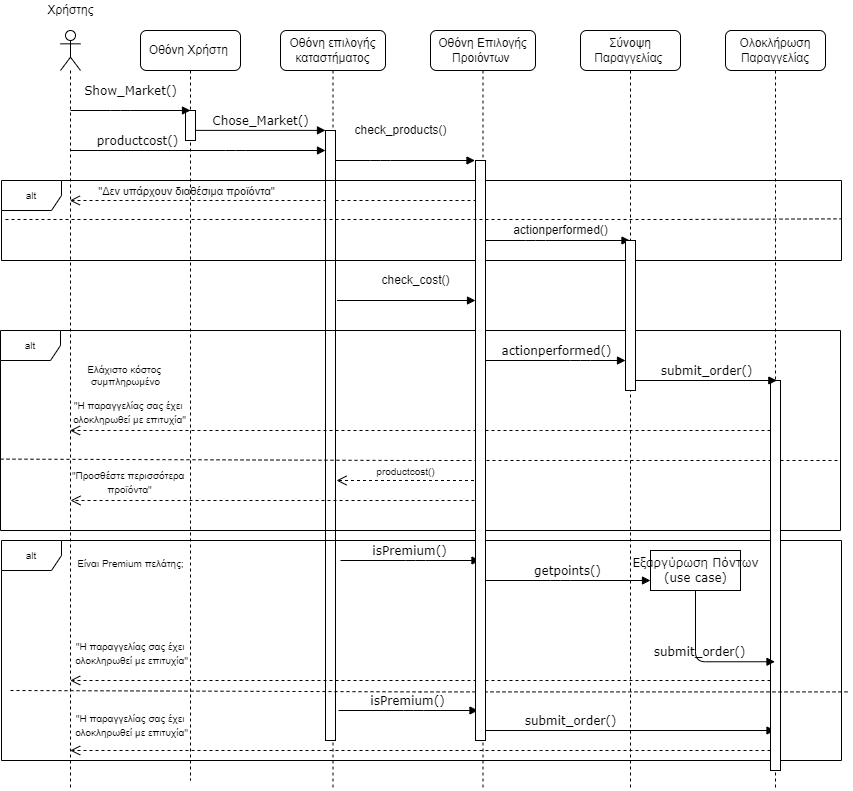 Χρήστης
Οθόνη Χρήστη
Οθόνη επιλογής
καταστήματος
Οθόνη Επιλογής
Προιόντων
Σύνοψη
Παραγγελίας
Ολοκλήρωση
Παραγγελίας
Show_Market()
Chose_Market()
productcost()
check_products()
alt
"Δεν υπάρχουν διαθέσιμα προϊόντα"
actionperformed()
check_cost()
alt
actionperformed()
Ελάχιστο κόστος
συμπληρωμένο
submit_order()
"Η παραγγελίας σας έχει
ολοκληρωθεί με επιτυχία"
productcost()
"Προσθέστε περισσότερα
προϊόντα"
alt
Είναι Premium πελάτης;
isPremium()
getpoints()
Εξαργύρωση Πόντων
(use case)
"Η παραγγελίας σας έχει
ολοκληρωθεί με επιτυχία"
submit_order()
isPremium()
"Η παραγγελίας σας έχει
ολοκληρωθεί με επιτυχία"
submit_order()